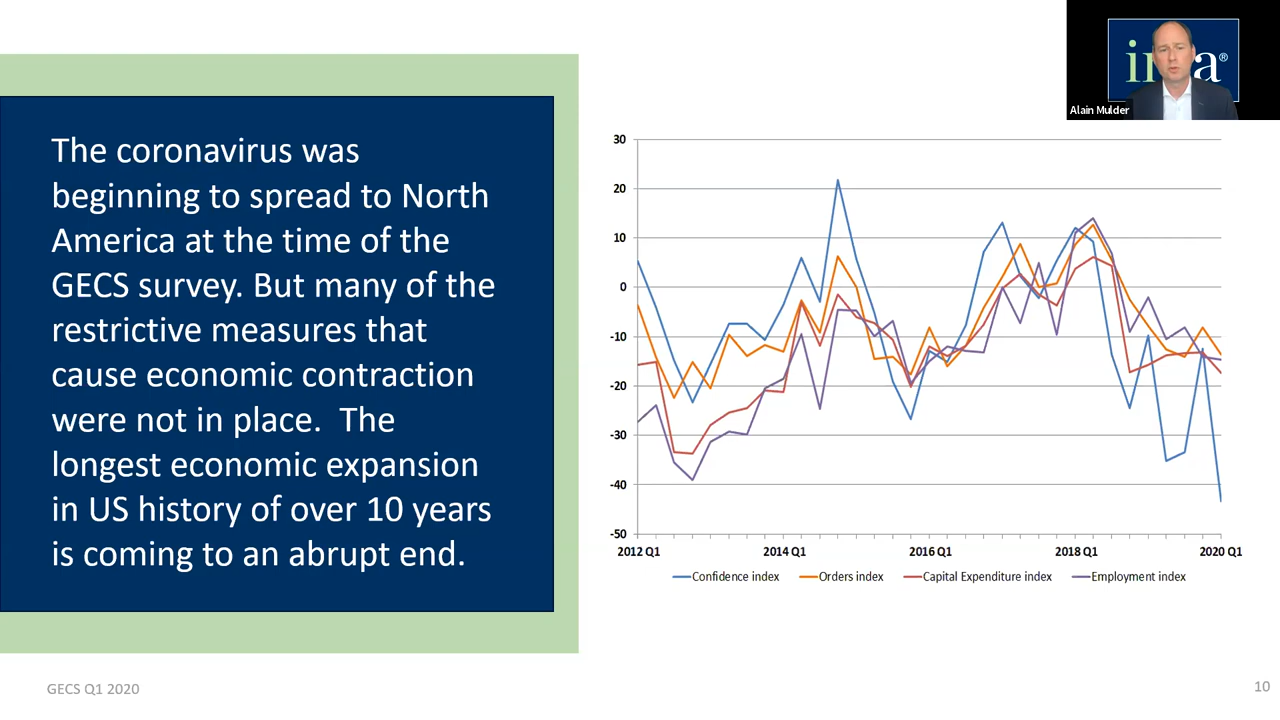 The coronavirus was
beginning to spread to North
America at the time of the
GECS survey. But many of the
restrictive measures that
cause economic contraction
were not in place.  The
longest economic expansion
in US history of over 10 years
is coming to an abrupt end.
Alain Mulder
30
20
10
0
-10
-20
-30
-40
-50
2012 Q1 2014 Q1 2016 Q1 2018 Q1 2020 Q1
Confidence index Orders index Capital Expenditure index Employment index
GECS Q1 2020
10